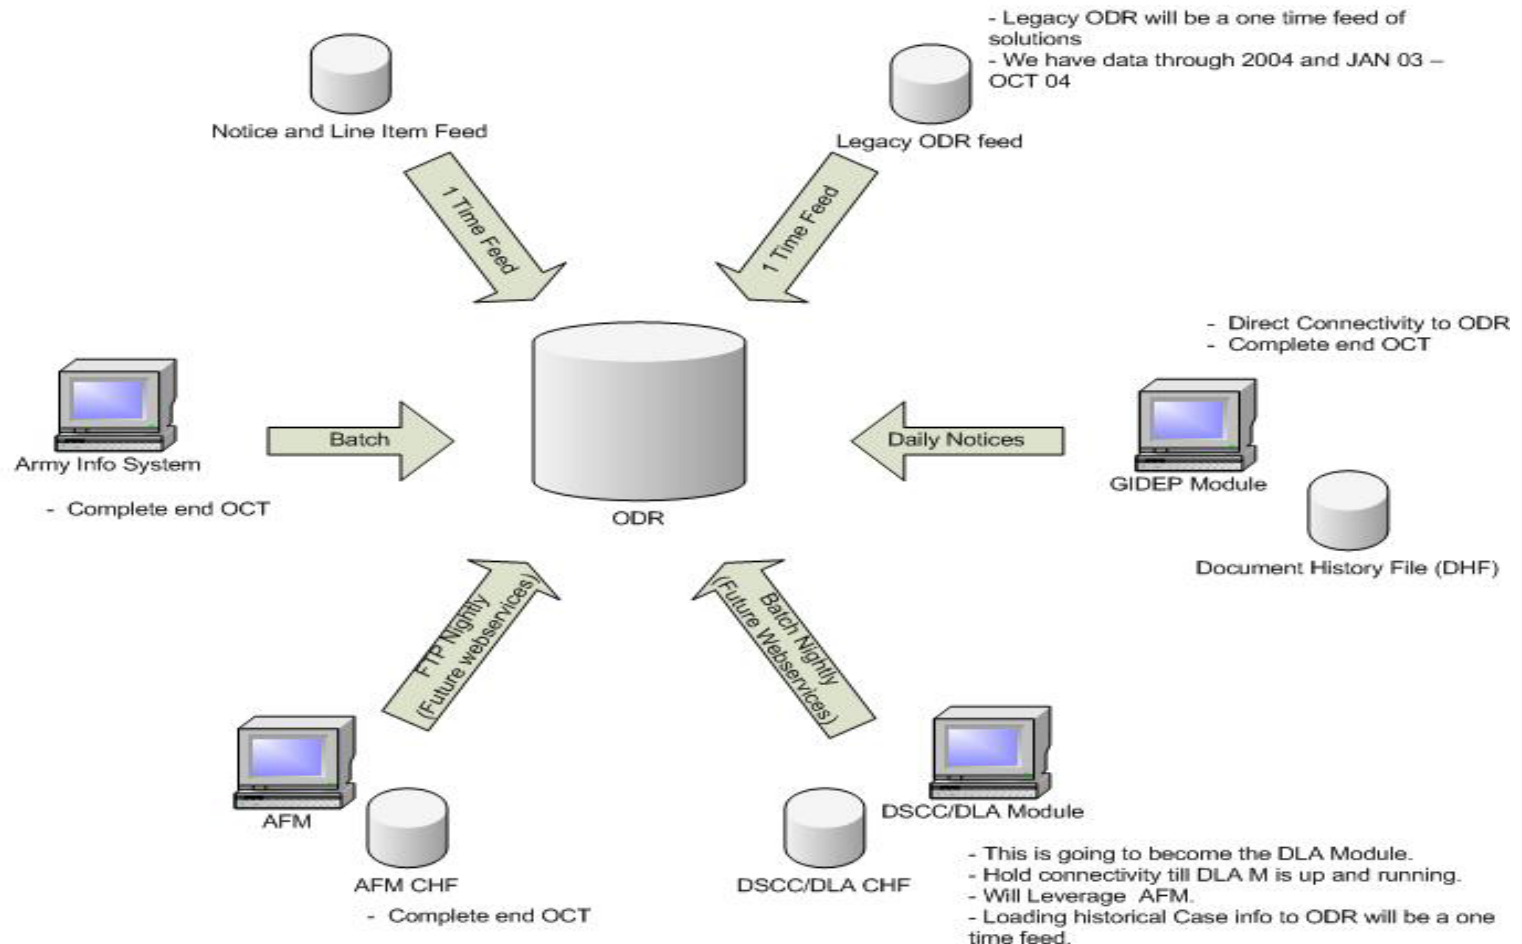 - Legacy ODR will be a one time feed of
solutions
- We have data through 2004 and JAN 03 –
OCT 04
Notice and Line Item Feed
Legacy ODR feed
1 Time Feed
1 Time Feed
- Direct Connectivity to ODR
- Complete end OCT
Army Info System
- Complete end OCT
Batch
ODR
Daily Notices
GIDEP Module
Document History File (DHF)
FTP Nightly
(Future webservices)
Batch Nightly
(Future Webservices)
AFM
AFM CHF
- Complete end OCT
DSCC/DLA CHF
DSCC/DLA Module
- This is going to become the DLA Module.
- Hold connectivity till DLA M is up and running.
- Will Leverage AFM.
- Loading historical Case info to ODR will be a one
time feed.